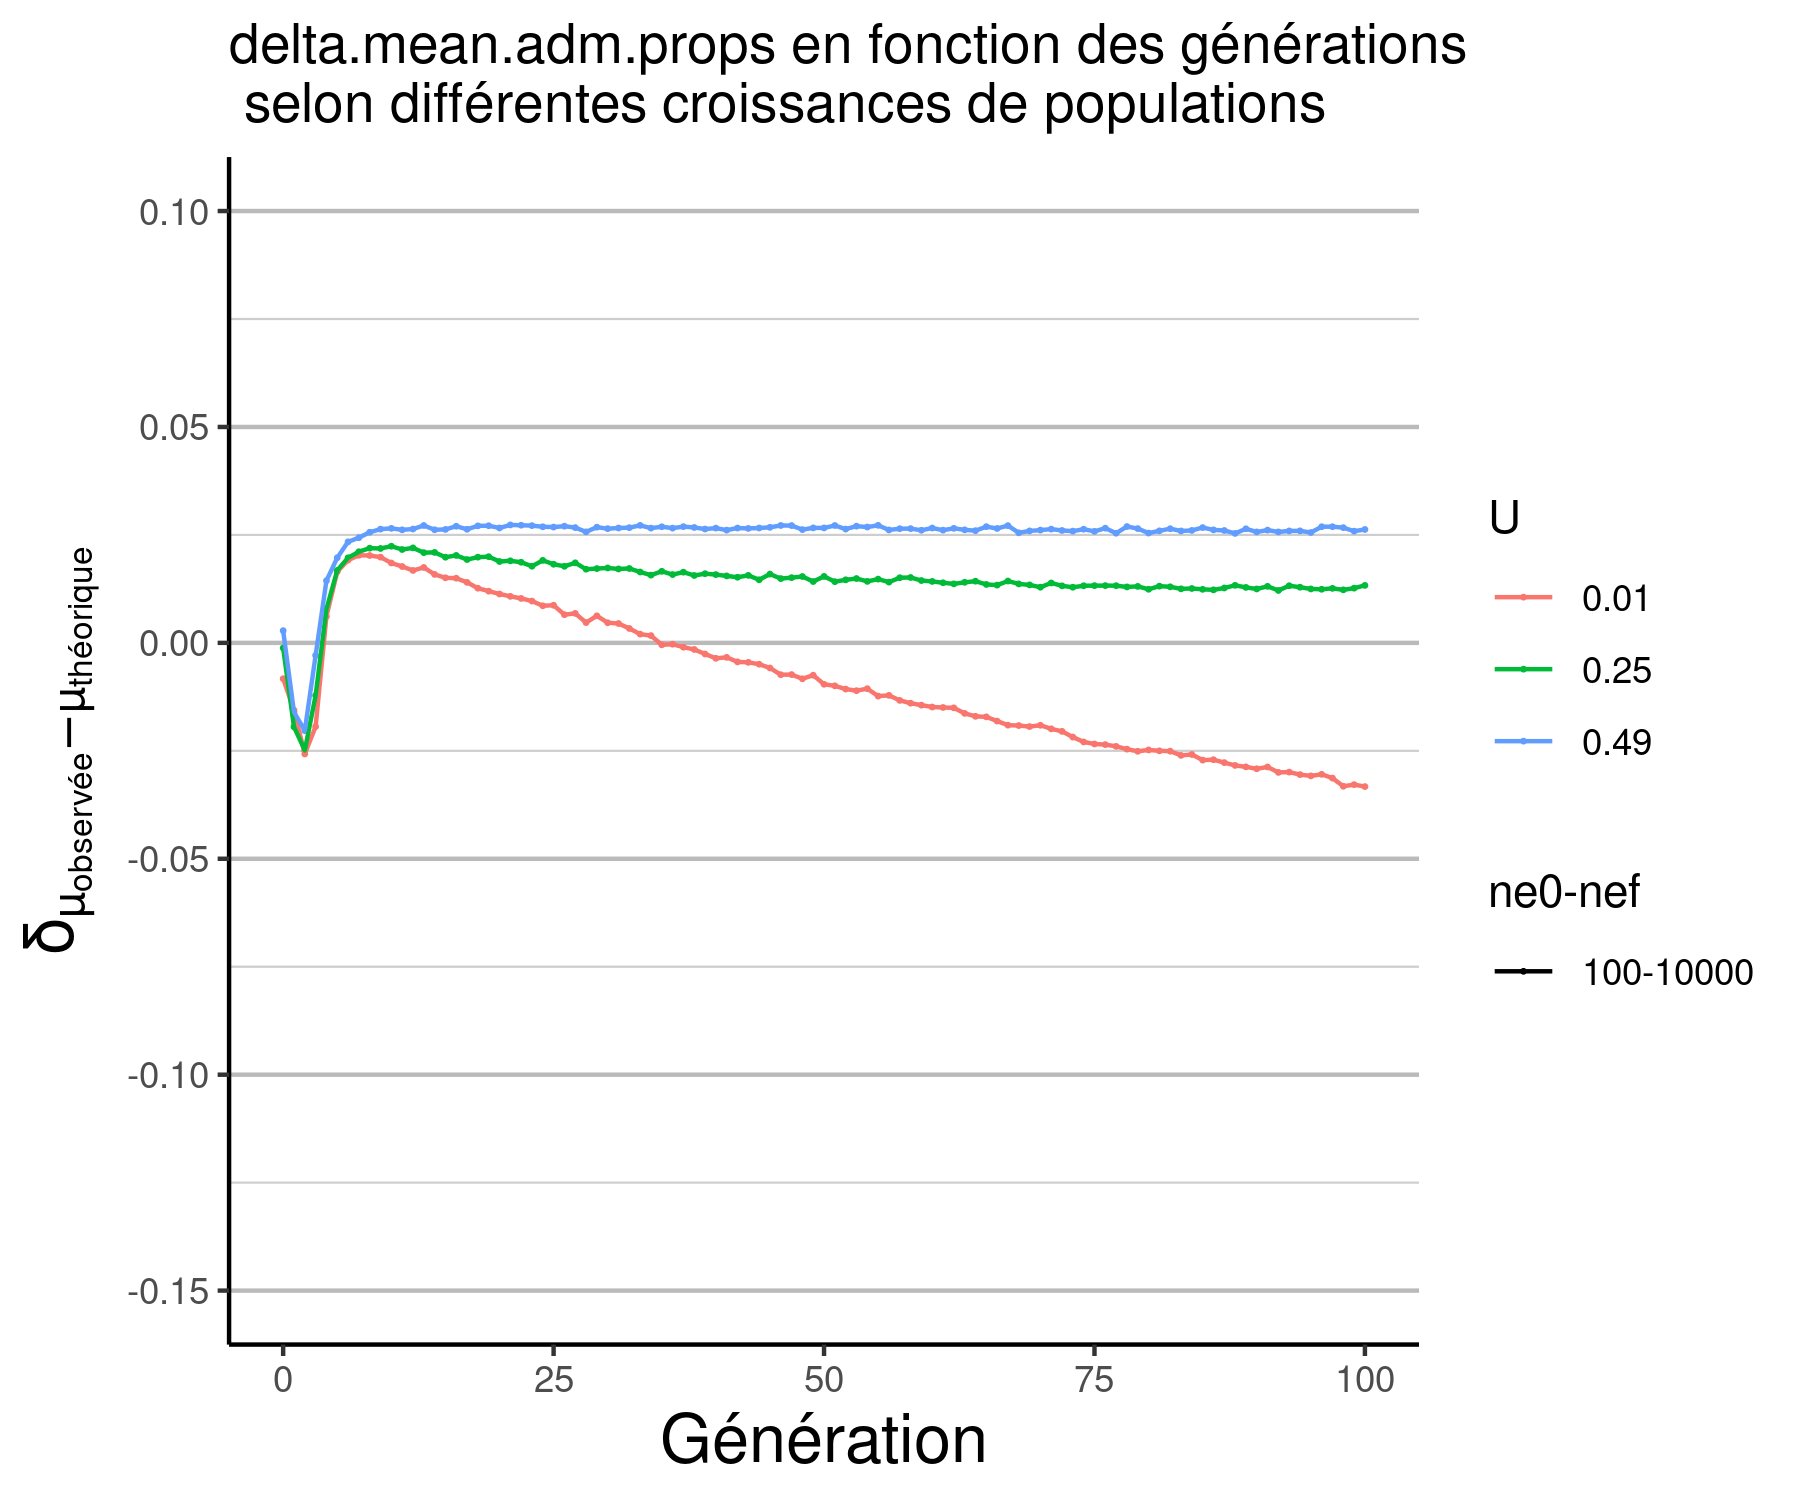 delta.mean.adm.props en fonction des générations
selon différentes croissances de populations
0.10
0.05
0.00
-0.05
-0.10
-0.15
δμobservée−μthéorique
0 25 50 75 100
Génération
U
0.01
0.25
0.49
ne0-nef
100-10000